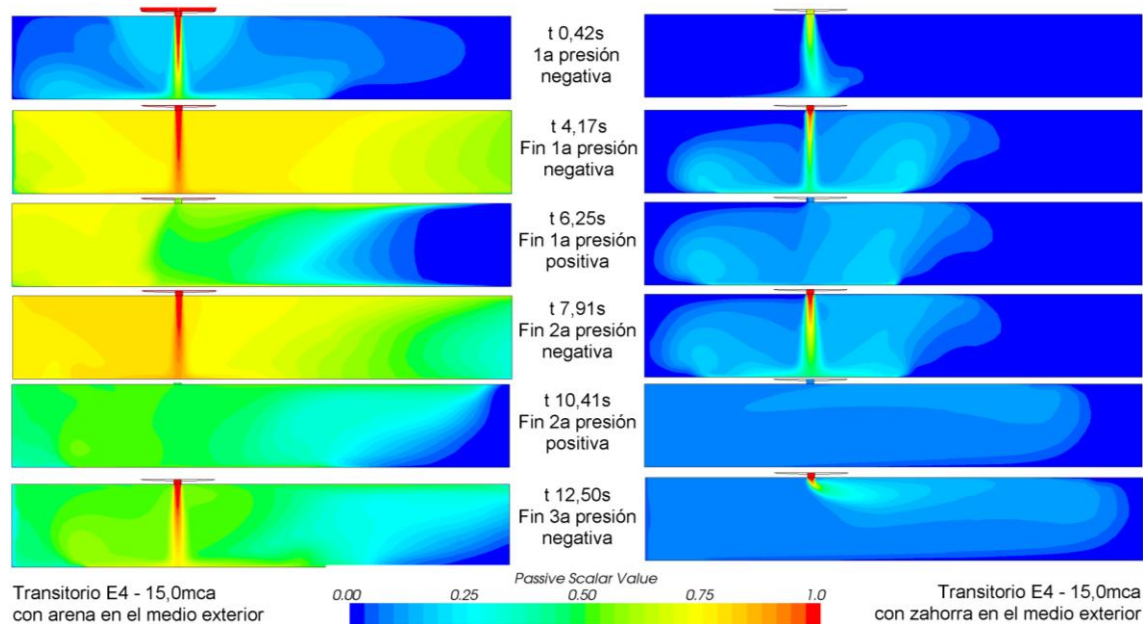 t 0,42s
1a presión
negativa
t 4,17s
Fin 1a presión
negativa
t 6,25s
Fin 1a presión
positiva
t 7,91s
Fin 2a presión
negativa
t 10,41s
Fin 2a presión
positiva
t 12,50s
Fin 3a presión
negativa
Transitorio E4 - 15,0mca
con arena en el medio exterior
Passive Scalar Value
0.00 0.25 0.50 0.75 1.0
Transitorio E4 - 15,0mca
con zahorra en el medio exterior